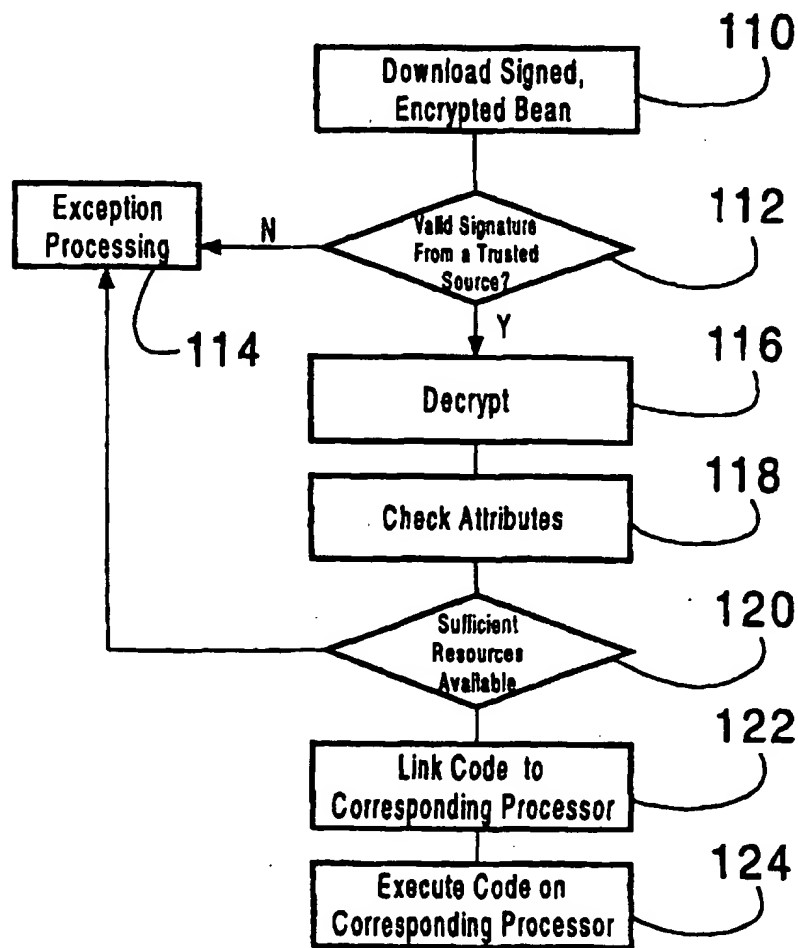 110
Download Signed,
Encrypted Bean
Exception
Processing
N
Valid Signature
From a Trusted
Source?
112
114
Y
116
Decrypt
118
Check Attributes
120
Sufficient
Resources
Available
122
Link Code to
Corresponding Processor
124
Execute Code on
Corresponding Processor